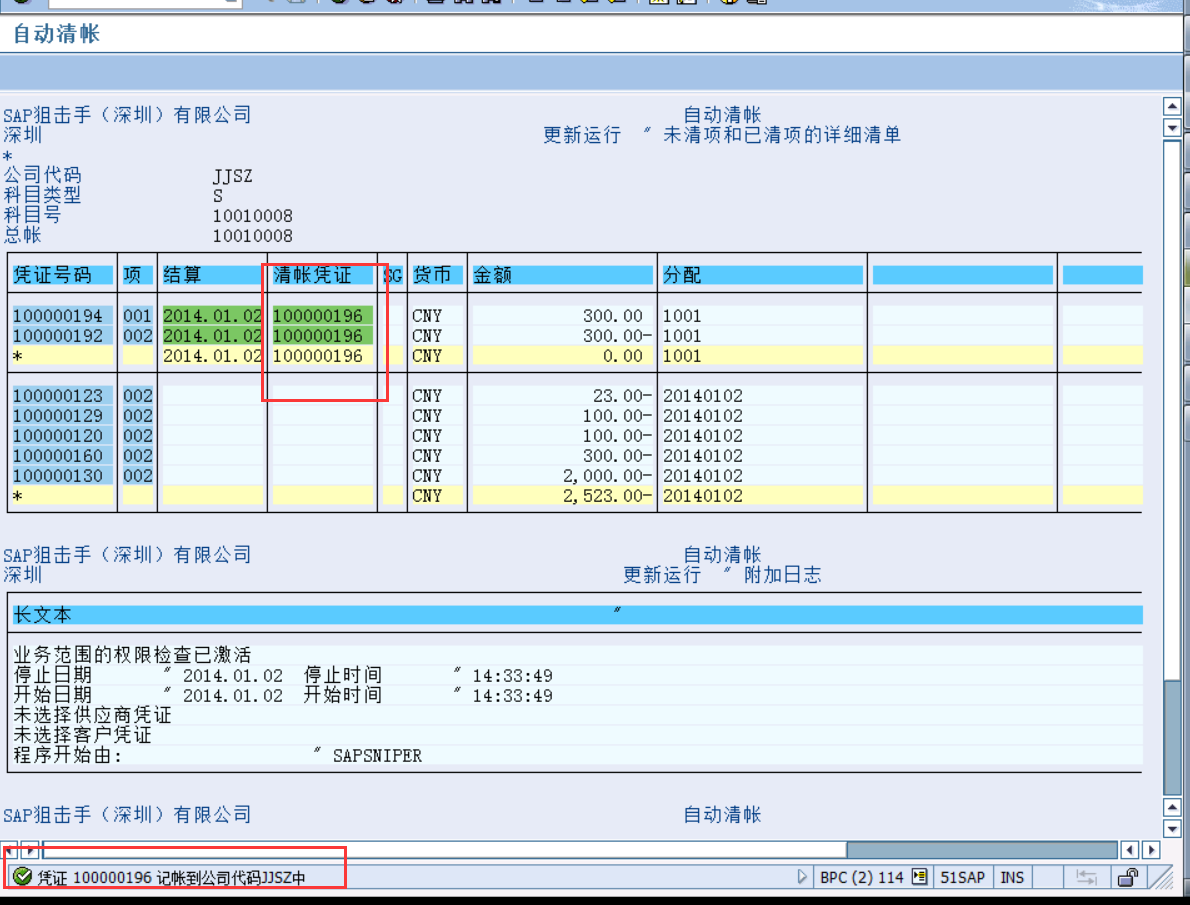 自动清帐
SAP狙击手（深圳）有限公司 自动清帐
深圳 更新运行 〃 未清项和已清项的详细清单
*
公司代码 JJSZ
科目类型 S
科目号 10010008
总帐 10010008
凭证号码 项 结算 清帐凭证 SG 货币 金额 分配
100000194 001 2014.01.02 100000196 CNY 300.00 1001
100000192 002 2014.01.02 100000196 CNY 300.00- 1001
* 2014.01.02 100000196 CNY 0.00 1001
100000123 002 CNY 23.00- 20140102
100000129 002 CNY 100.00- 20140102
100000120 002 CNY 100.00- 20140102
100000160 002 CNY 300.00- 20140102
100000130 002 CNY 2,000.00- 20140102
* CNY 2,523.00- 20140102
SAP狙击手（深圳）有限公司 自动清帐
深圳 更新运行 〃 附加日志
长文本 〃
业务范围的权限检查已激活
停止日期 〃 2014.01.02 停止时间 〃 14:33:49
开始日期 〃 2014.01.02 开始时间 〃 14:33:49
未选择供应商凭证
未选择客户凭证
程序开始由: 〃 SAPSNIPER
SAP狙击手（深圳）有限公司 自动清帐
凭证 100000196 记帐到公司代码JJSZ中 BPC (2) 114 51SAP INS